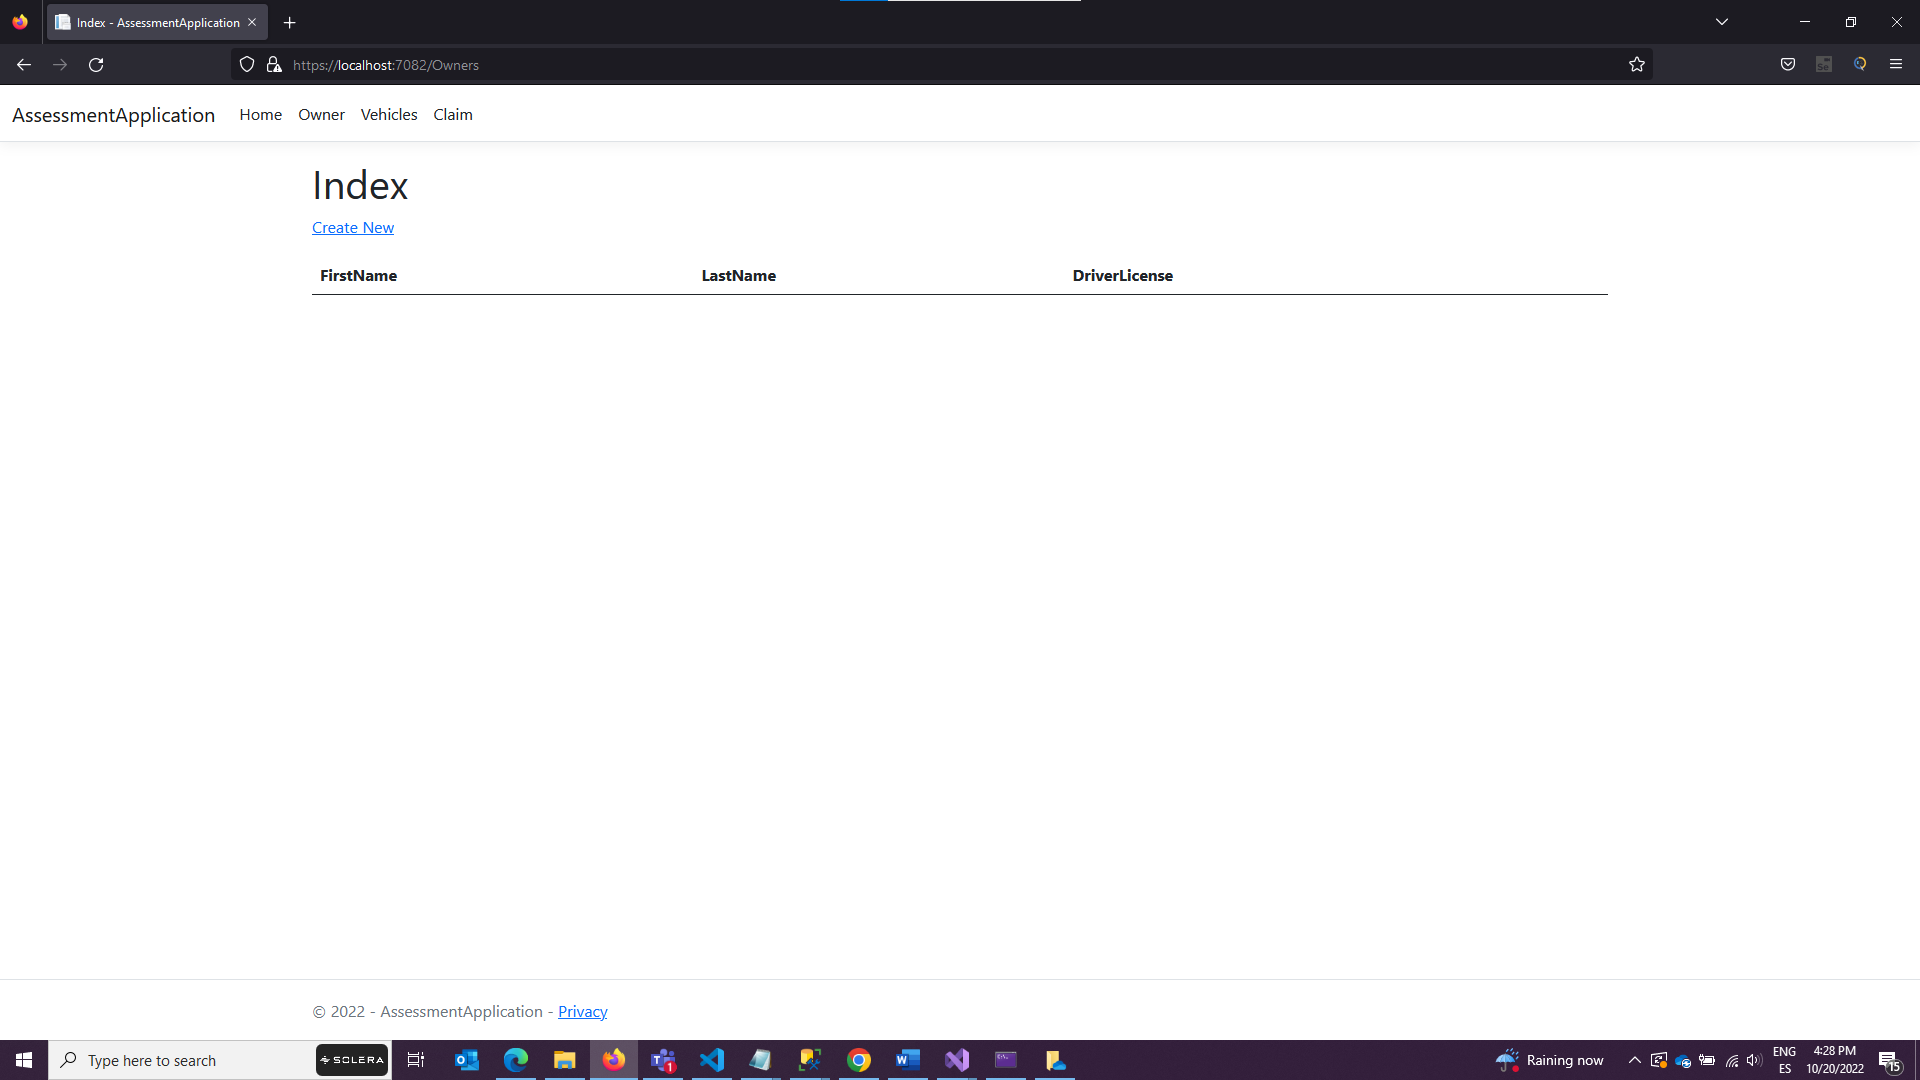 Index - AssessmentApplication
https://localhost:7082/Owners
AssessmentApplication Home Owner Vehicles Claim
Index
Create New
FirstName LastName DriverLicense
© 2022 - AssessmentApplication - Privacy
Type here to search
SOLERA
Raining now
ENG
ES
4:28 PM
10/20/2022
15